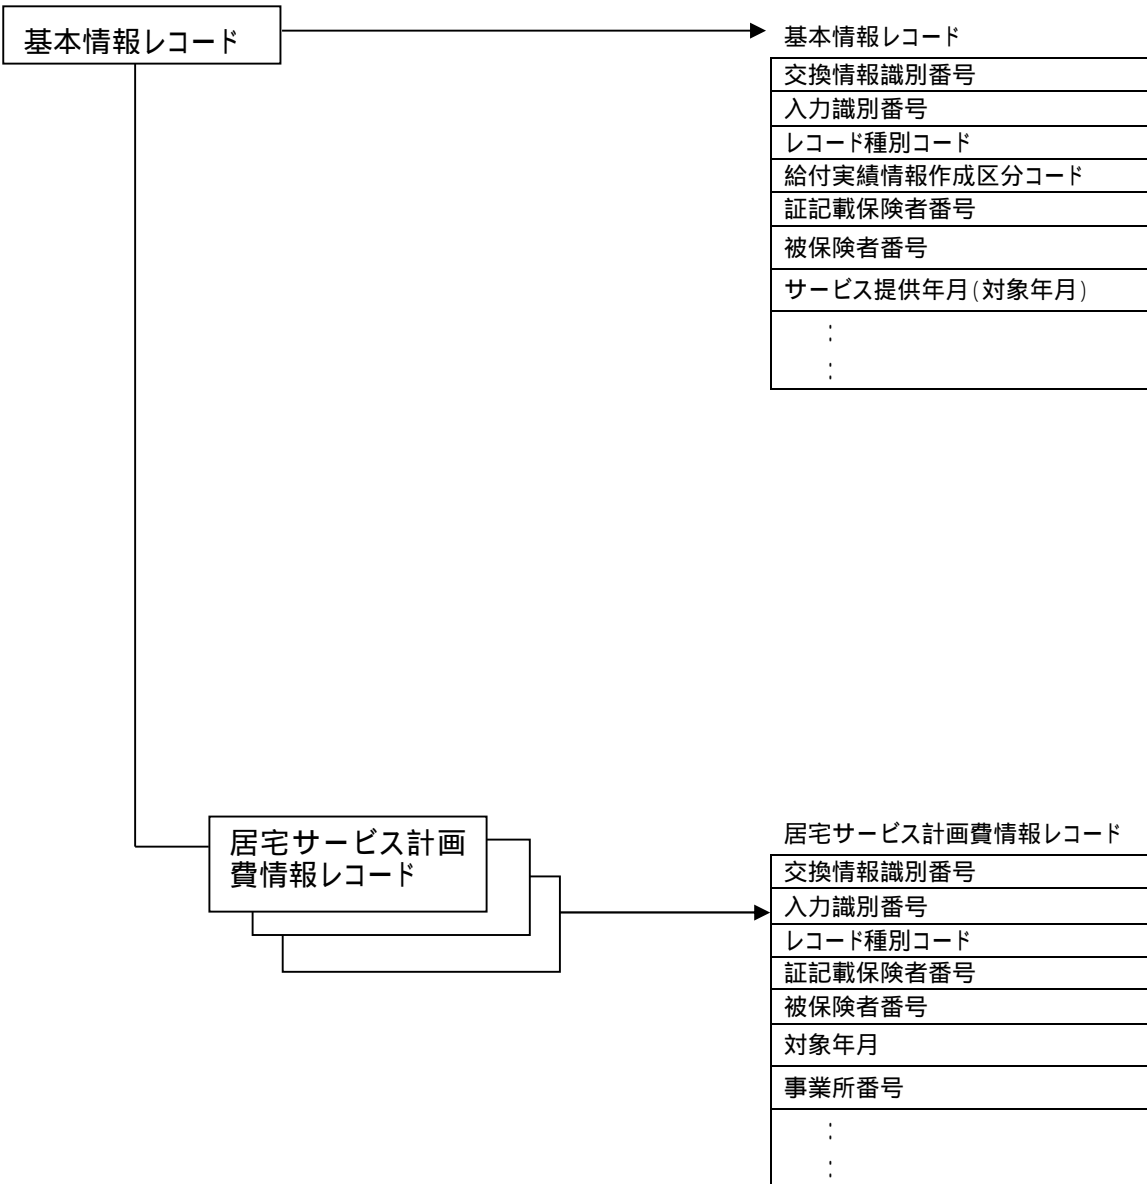 基本情報レコード
基本情報レコード
交換情報識別番号
入力識別番号
レコード種別コード
給付実績情報作成区分コード
証記載保険者番号
被保険者番号
サービス提供年月(対象年月)
:
:
居宅サービス計画
費情報レコード
居宅サービス計画費情報レコード
交換情報識別番号
入力識別番号
レコード種別コード
証記載保険者番号
被保険者番号
対象年月
事業所番号
:
: